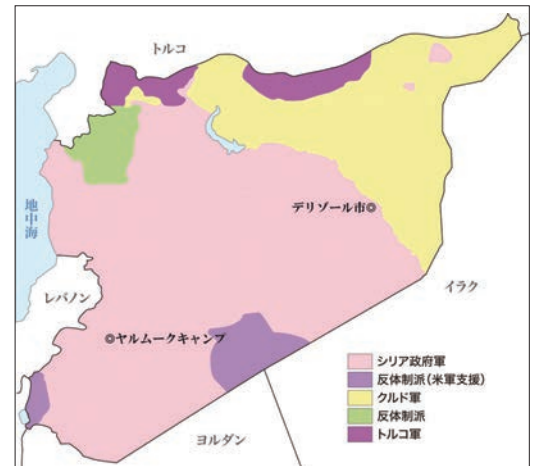 トルコ
地中海
デリゾール市◎
イラク
レバノン
◎ヤルムークキャンプ
シリア政府軍
反体制派(米軍支援)
クルド軍
反体制派
トルコ軍
ヨルダン